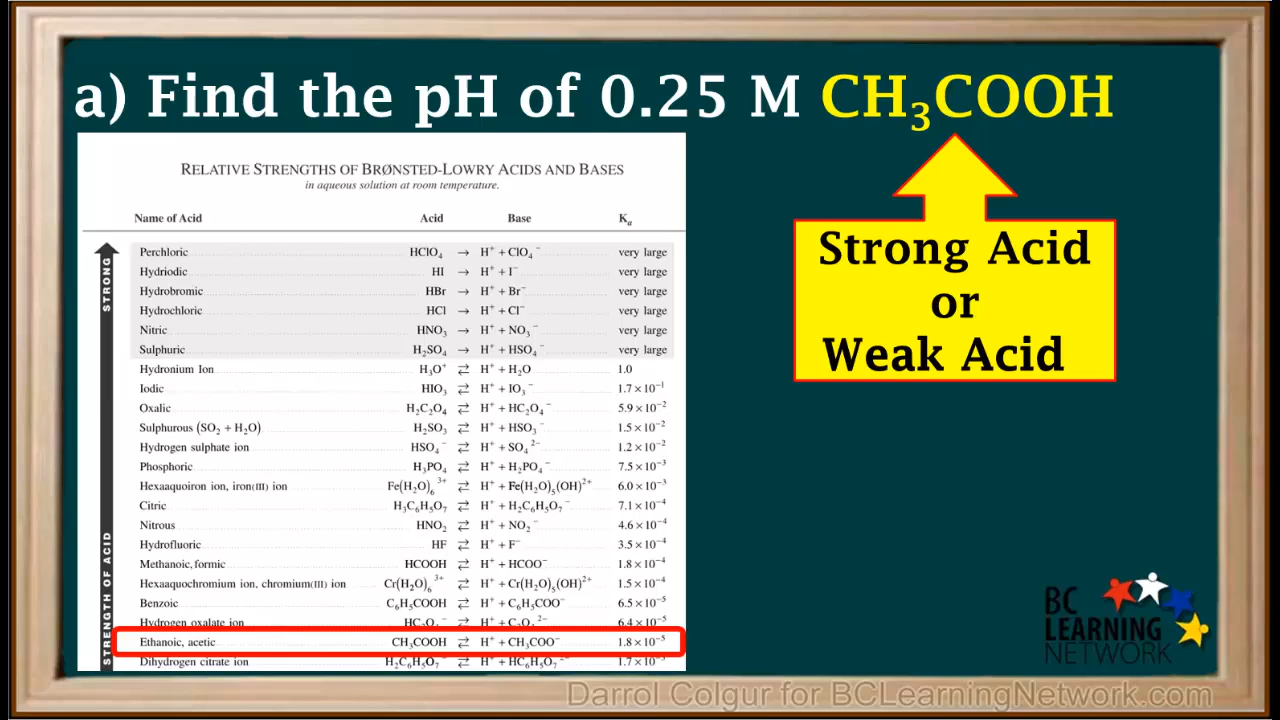 a) Find the pH of 0.25 M CH₃COOH
RELATIVE STRENGTHS OF BRØNSTED-LOWRY ACIDS AND BASES
in aqueous solution at room temperature.
Name of Acid Acid Base Kₐ
STRONG
STRENGTH OF ACID
Perchloric HClO₄ → H⁺ + ClO₄⁻ very large
Hydriodic HI → H⁺ + I⁻ very large
Hydrobromic HBr → H⁺ + Br⁻ very large
Hydrochloric HCl → H⁺ + Cl⁻ very large
Nitric HNO₃ → H⁺ + NO₃⁻ very large
Sulphuric H₂SO₄ → H⁺ + HSO₄⁻ very large
Hydronium Ion H₃O⁺ ⇄ H⁺ + H₂O 1.0
Iodic HIO₃ ⇄ H⁺ + IO₃⁻ 1.7 × 10⁻¹
Oxalic H₂C₂O₄ ⇄ H⁺ + HC₂O₄⁻ 5.9 × 10⁻²
Sulphurous (SO₂ + H₂O) H₂SO₃ ⇄ H⁺ + HSO₃⁻ 1.5 × 10⁻²
Hydrogen sulphate ion HSO₄⁻ ⇄ H⁺ + SO₄²⁻ 1.2 × 10⁻²
Phosphoric H₃PO₄ ⇄ H⁺ + H₂PO₄⁻ 7.5 × 10⁻³
Hexaaquoiron ion, iron(III) ion Fe(H₂O)₆³⁺ ⇄ H⁺ + Fe(H₂O)₅(OH)²⁺ 6.0 × 10⁻³
Citric H₃C₆H₅O₇ ⇄ H⁺ + H₂C₆H₅O₇⁻ 7.1 × 10⁻⁴
Nitrous HNO₂ ⇄ H⁺ + NO₂⁻ 4.6 × 10⁻⁴
Hydrofluoric HF ⇄ H⁺ + F⁻ 3.5 × 10⁻⁴
Methanoic, formic HCOOH ⇄ H⁺ + HCOO⁻ 1.8 × 10⁻⁴
Hexaaquochromium ion, chromium(III) ion Cr(H₂O)₆³⁺ ⇄ H⁺ + Cr(H₂O)₅(OH)²⁺ 1.5 × 10⁻⁴
Benzoic C₆H₅COOH ⇄ H⁺ + C₆H₅COO⁻ 6.5 × 10⁻⁵
Hydrogen oxalate ion HC₂O₄⁻ ⇄ H⁺ + C₂O₄²⁻ 6.4 × 10⁻⁵
Ethanoic, acetic CH₃COOH ⇄ H⁺ + CH₃COO⁻ 1.8 × 10⁻⁵
Dihydrogen citrate ion H₂C₆H₅O₇⁻ ⇄ H⁺ + HC₆H₅O₇²⁻ 1.7 × 10⁻⁵
Strong Acid
or
Weak Acid
BC
LEARNING
NETWORK
Darrol Colgur for BCLearningNetwork.com